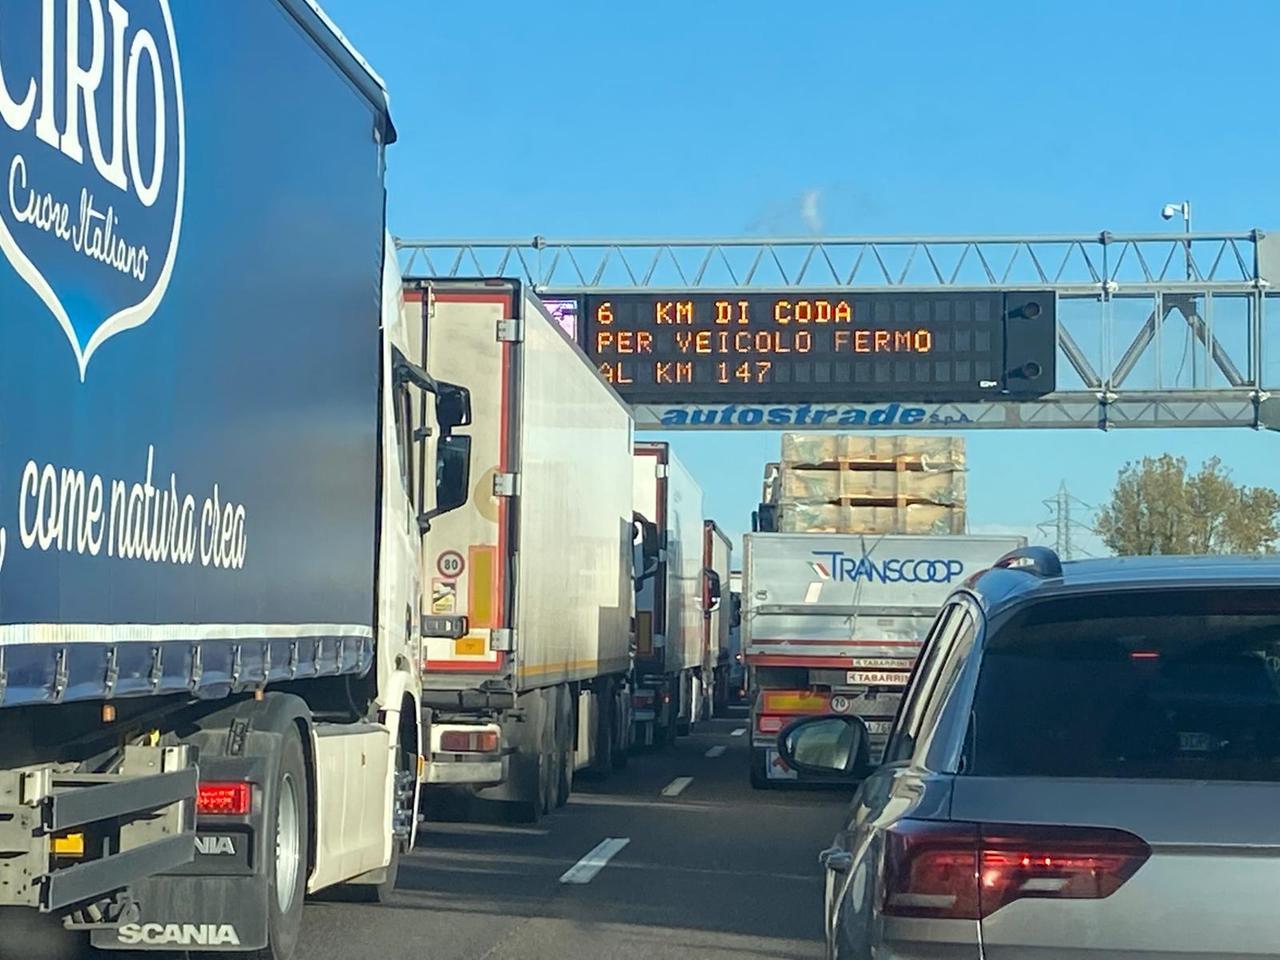 CIRIO
Cuore Italiano
come natura crea
6 KM DI CODA
PER VEICOLO FERMO
AL KM 147
autostrade S.p.A.
80
TRANSCOOP
TABARRINI
TABARRINI
70
SCANIA